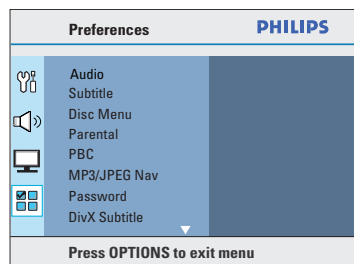 Preferences
PHILIPS
Audio
Subtitle
Disc Menu
Parental
PBC
MP3/JPEG Nav
Password
DivX Subtitle
Press OPTIONS to exit menu